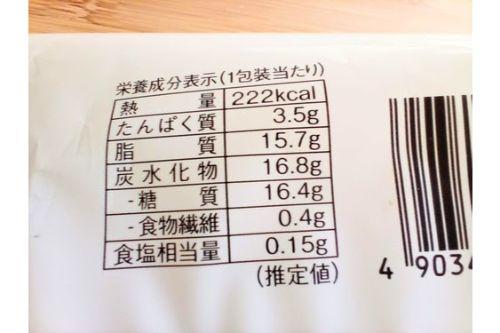 栄養成分表示(1包装当たり)
熱量 222kcal
たんぱく質 3.5g
脂質 15.7g
炭水化物 16.8g
-糖質 16.4g
-食物繊維 0.4g
食塩相当量 0.15g
(推定値)
4 9034